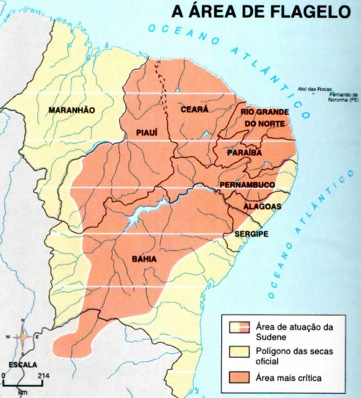 A ÁREA DE FLAGELO
OCEANO ATLÂNTICO
Atol das Rocas
Fernando de
Noronha (PE)
MARANHÃO
CEARÁ
RIO GRANDE
DO NORTE
PIAUÍ
PARAÍBA
PERNAMBUCO
ALAGOAS
SERGIPE
BAHIA
OCEANO ATLÂNTICO
N
W E
S
ESCALA
0 214
km
Área de atuação da
Sudene
Polígono das secas
oficial
Área mais crítica